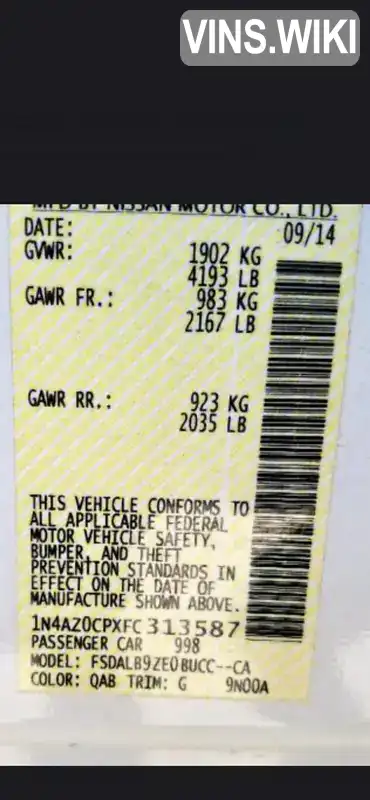 VINS.WIKI
MFD BY NISSAN MOTOR CO., LTD.
DATE: 09/14
GVWR: 1902 KG
4193 LB
GAWR FR.: 983 KG
2167 LB
GAWR RR.: 923 KG
2035 LB
THIS VEHICLE CONFORMS TO
ALL APPLICABLE FEDERAL
MOTOR VEHICLE SAFETY,
BUMPER, AND THEFT
PREVENTION STANDARDS IN
EFFECT ON THE DATE OF
MANUFACTURE SHOWN ABOVE.
1N4AZ0CPXFC313587
PASSENGER CAR 998
MODEL: FSDALB9ZE0BUCC--CA
COLOR: QAB TRIM: G 9N00A